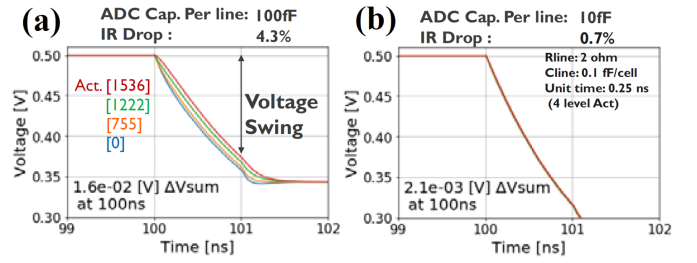 (a)
ADC Cap. Per line: 100fF
IR Drop : 4.3%
Voltage [V]
0.50
0.45
0.40
0.35
0.30
Act. [1536]
[1222]
[755]
[0]
Voltage
Swing
1.6e-02 [V] ΔVsum
at 100ns
99 100 101 102
Time [ns]
(b)
ADC Cap. Per line: 10fF
IR Drop : 0.7%
Voltage [V]
0.50
0.45
0.40
0.35
0.30
Rline: 2 ohm
Cline: 0.1 fF/cell
Unit time: 0.25 ns
(4 level Act)
2.1e-03 [V] ΔVsum
at 100ns
99 100 101 102
Time [ns]